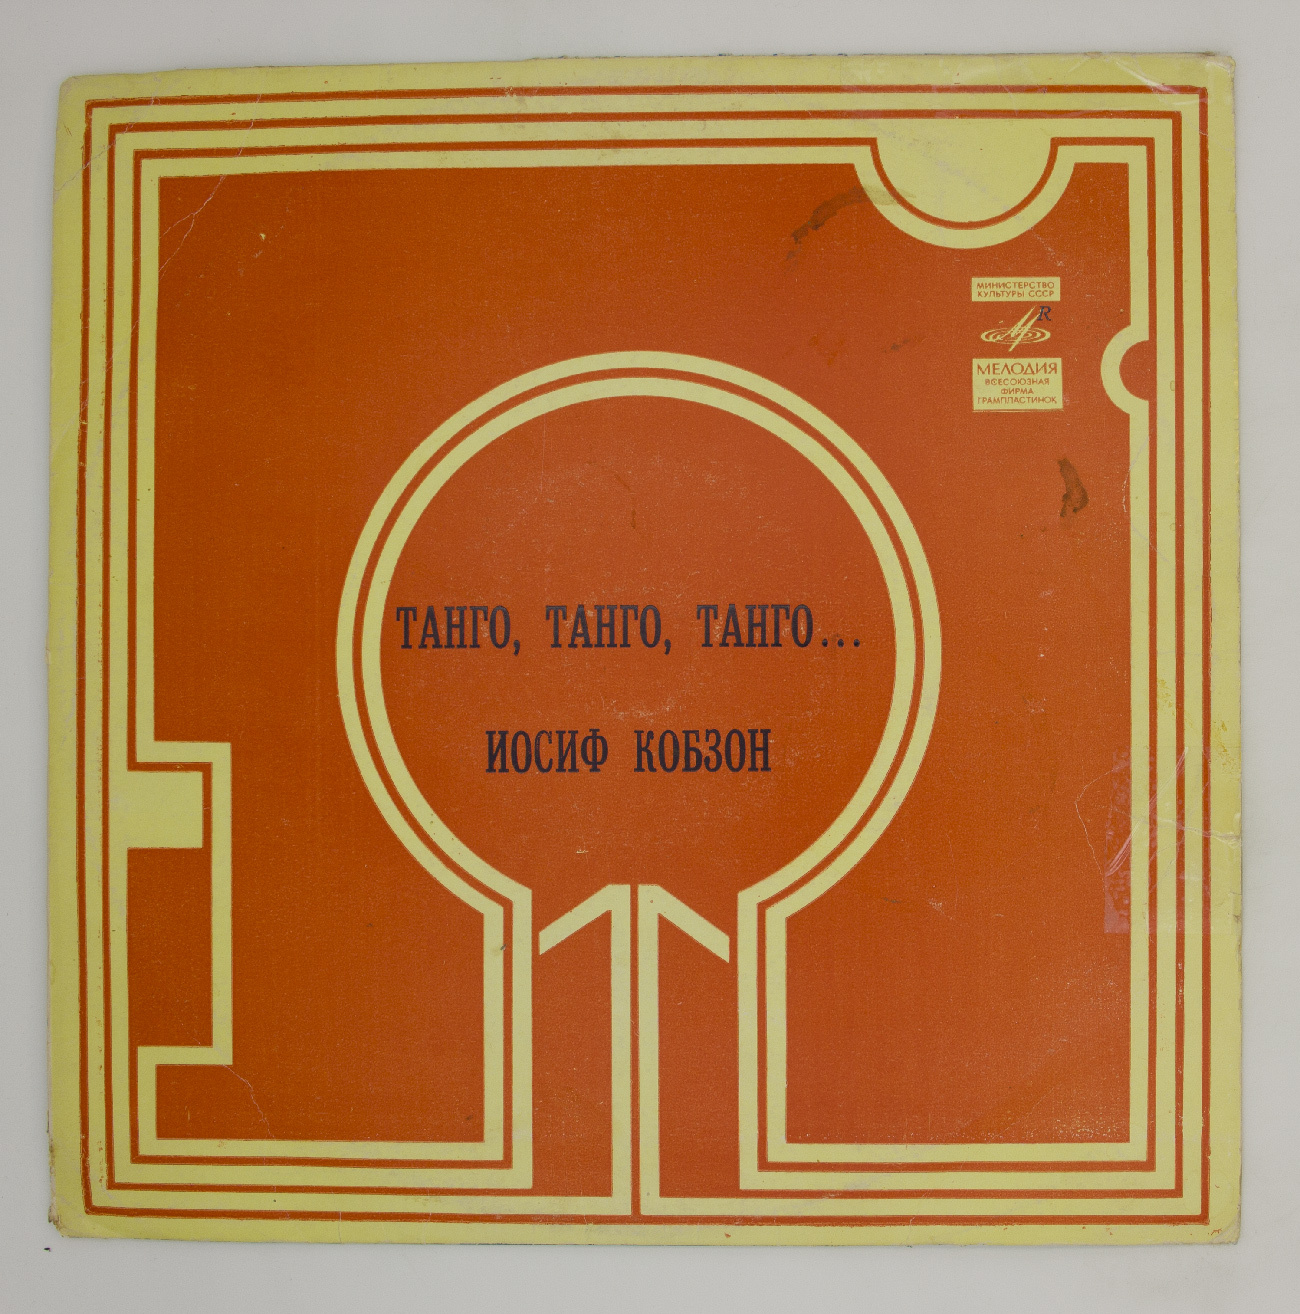 МИНИСТЕРСТВО
КУЛЬТУРЫ СССР
R
МЕЛОДИЯ
ВСЕСОЮЗНАЯ
ФИРМА
ГРАМПЛАСТИНОК
ТАНГО, ТАНГО, ТАНГО...
ИОСИФ КОБЗОН